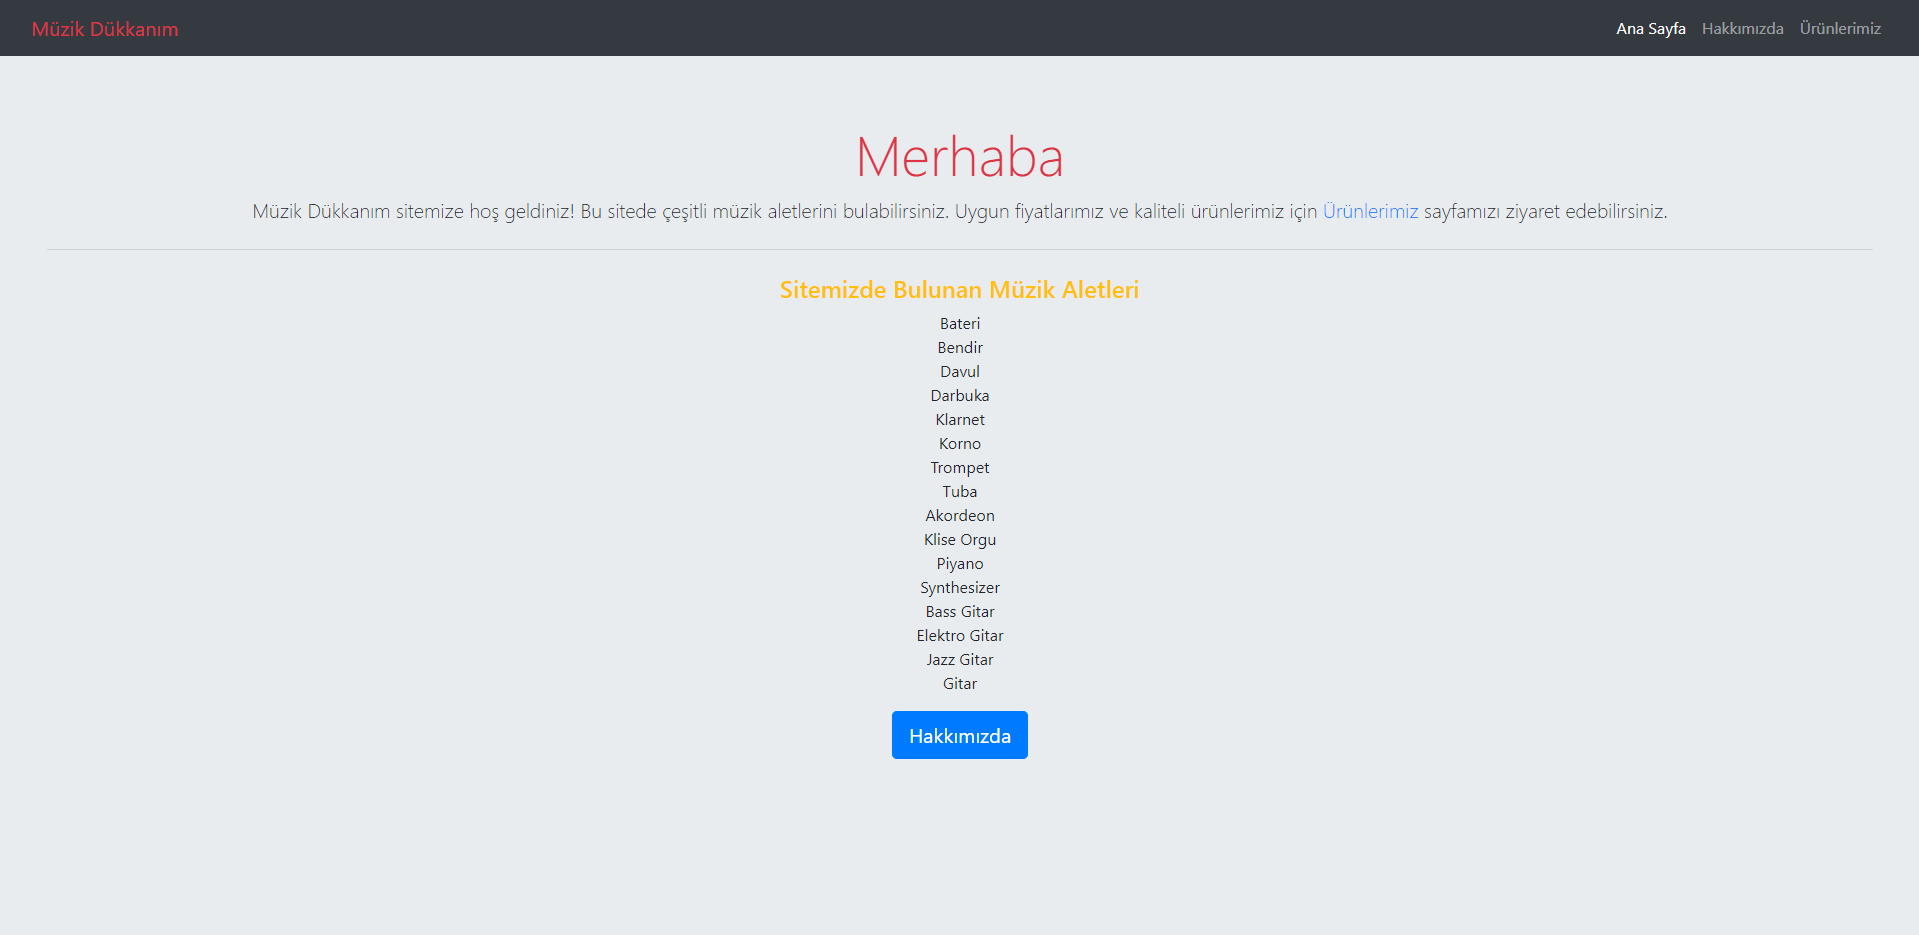 Müzik Dükkanım
Ana Sayfa Hakkımızda Ürünlerimiz
Merhaba
Müzik Dükkanım sitemize hoş geldiniz! Bu sitede çeşitli müzik aletlerini bulabilirsiniz. Uygun fiyatlarımız ve kaliteli ürünlerimiz için Ürünlerimiz sayfamızı ziyaret edebilirsiniz.
Sitemizde Bulunan Müzik Aletleri
Bateri
Bendir
Davul
Darbuka
Klarnet
Korno
Trompet
Tuba
Akordeon
Klise Orgu
Piyano
Synthesizer
Bass Gitar
Elektro Gitar
Jazz Gitar
Gitar
Hakkımızda